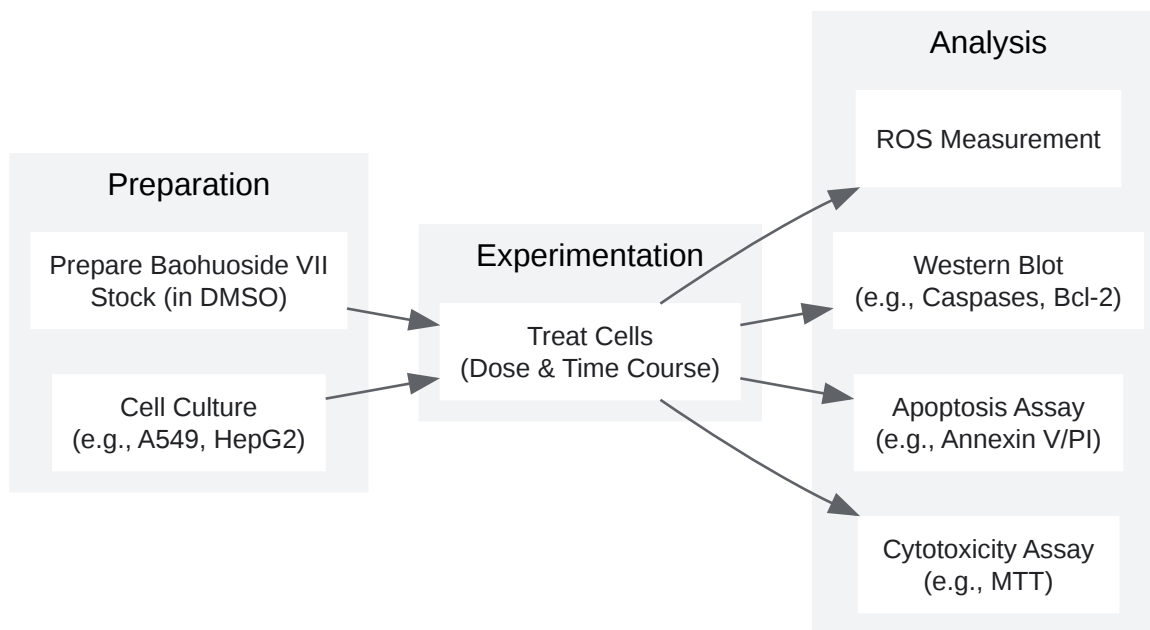 Preparation
Prepare Baohuoside VII
Stock (in DMSO)
Cell Culture
(e.g., A549, HepG2)
Experimentation
Treat Cells
(Dose & Time Course)
Analysis
ROS Measurement
Western Blot
(e.g., Caspases, Bcl-2)
Apoptosis Assay
(e.g., Annexin V/PI)
Cytotoxicity Assay
(e.g., MTT)